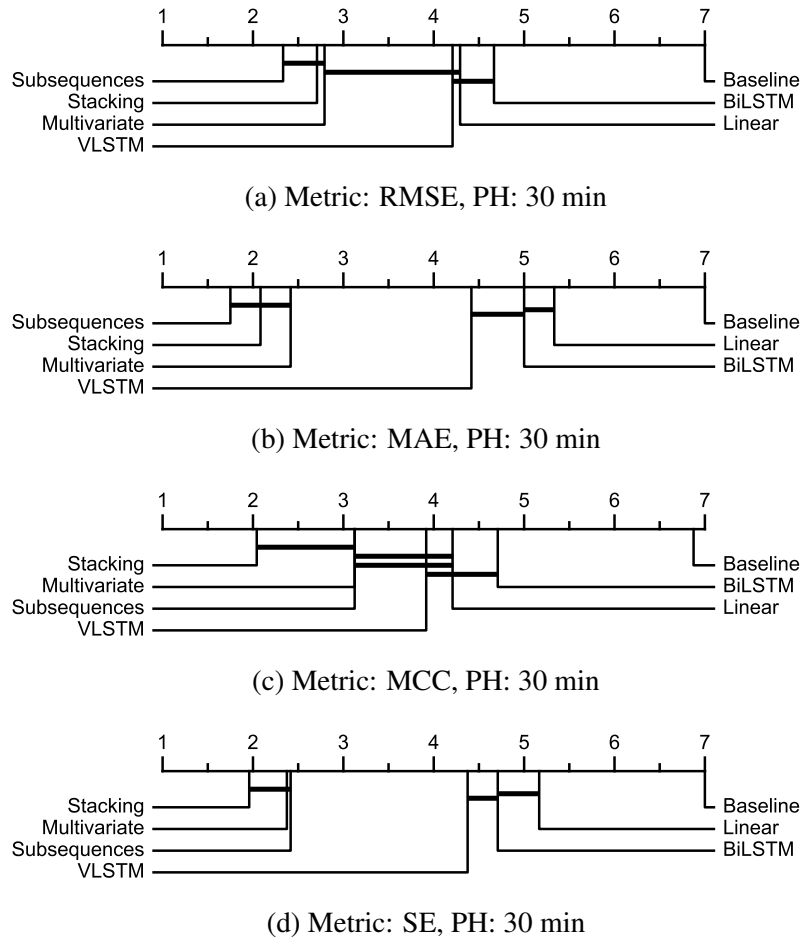 1 2 3 4 5 6 7
Subsequences Baseline
Stacking BiLSTM
Multivariate Linear
VLSTM
(a) Metric: RMSE, PH: 30 min
1 2 3 4 5 6 7
Subsequences Baseline
Stacking Linear
Multivariate BiLSTM
VLSTM
(b) Metric: MAE, PH: 30 min
1 2 3 4 5 6 7
Stacking Baseline
Multivariate BiLSTM
Subsequences Linear
VLSTM
(c) Metric: MCC, PH: 30 min
1 2 3 4 5 6 7
Stacking Baseline
Multivariate Linear
Subsequences BiLSTM
VLSTM
(d) Metric: SE, PH: 30 min